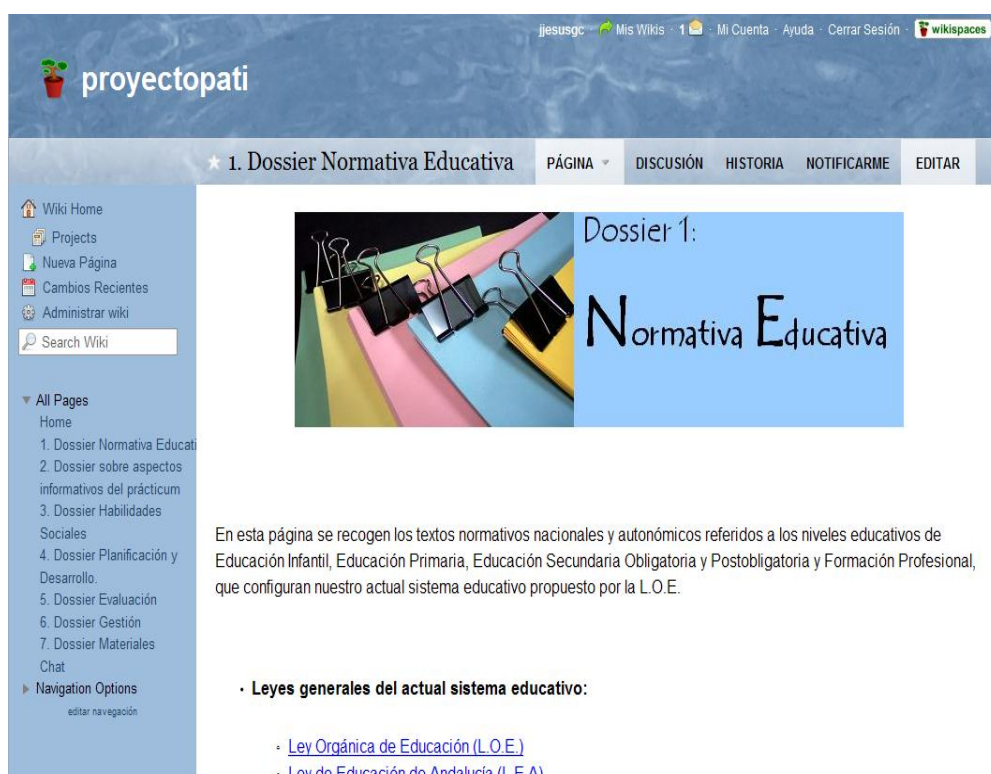 jjesusgc · Mis Wikis · 1 · Mi Cuenta · Ayuda · Cerrar Sesión · wikispaces
proyectopati
1. Dossier Normativa Educativa PÁGINA DISCUSIÓN HISTORIA NOTIFICARME EDITAR
Wiki Home
Projects
Nueva Página
Cambios Recientes
Administrar wiki
Search Wiki
All Pages
Home
1. Dossier Normativa Educati
2. Dossier sobre aspectos
informativos del prácticum
3. Dossier Habilidades
Sociales
4. Dossier Planificación y
Desarrollo.
5. Dossier Evaluación
6. Dossier Gestión
7. Dossier Materiales
Chat
Navigation Options
editar navegación
Dossier 1:
Normativa Educativa
En esta página se recogen los textos normativos nacionales y autonómicos referidos a los niveles educativos de
Educación Infantil, Educación Primaria, Educación Secundaria Obligatoria y Postobligatoria y Formación Profesional,
que configuran nuestro actual sistema educativo propuesto por la L.O.E.
· Leyes generales del actual sistema educativo:
◦ Ley Orgánica de Educación (L.O.E.)
◦ Ley de Educación de Andalucía (L.E.A)